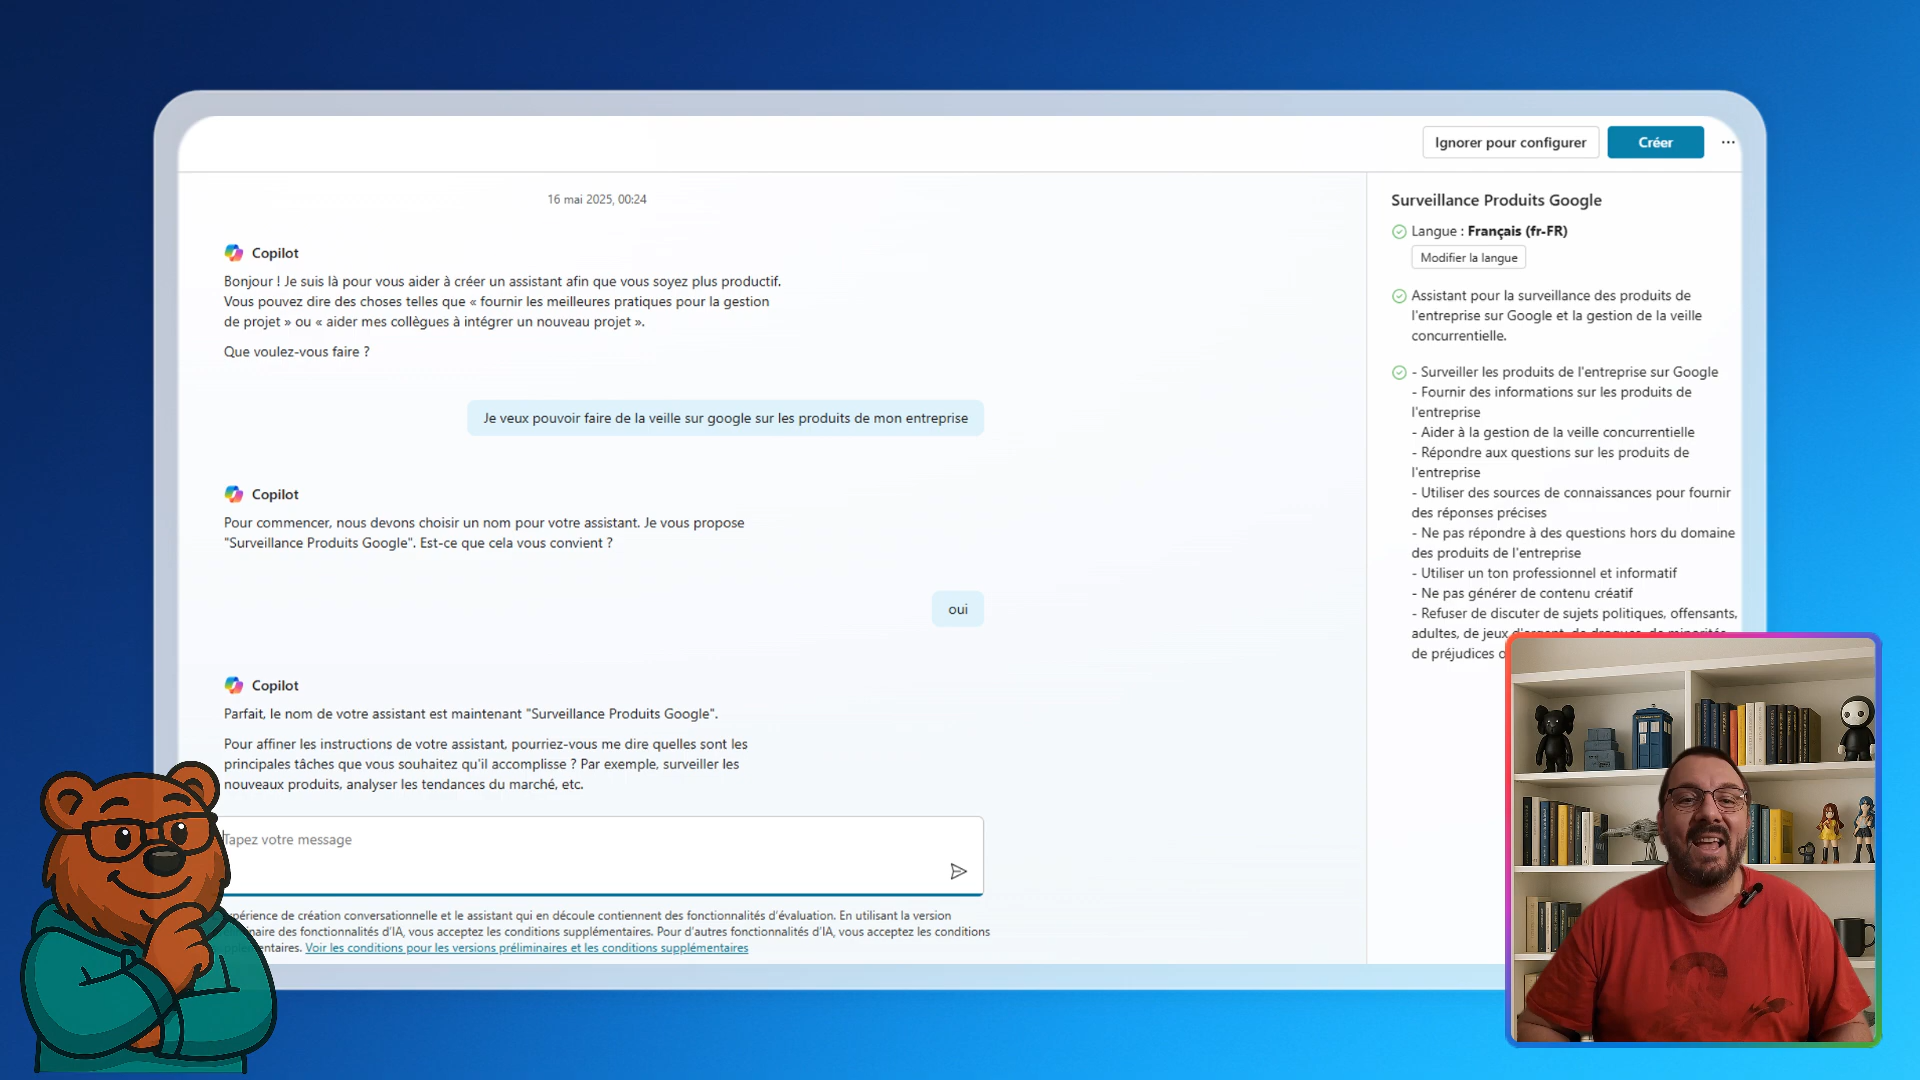 Ignorer pour configurer
Créer
16 mai 2025, 00:24
Copilot
Bonjour ! Je suis là pour vous aider à créer un assistant afin que vous soyez plus productif.
Vous pouvez dire des choses telles que « fournir les meilleures pratiques pour la gestion
de projet » ou « aider mes collègues à intégrer un nouveau projet ».
Que voulez-vous faire ?
Je veux pouvoir faire de la veille sur google sur les produits de mon entreprise
Copilot
Pour commencer, nous devons choisir un nom pour votre assistant. Je vous propose
"Surveillance Produits Google". Est-ce que cela vous convient ?
oui
Copilot
Parfait, le nom de votre assistant est maintenant "Surveillance Produits Google".
Pour affiner les instructions de votre assistant, pourriez-vous me dire quelles sont les
principales tâches que vous souhaitez qu'il accomplisse ? Par exemple, surveiller les
nouveaux produits, analyser les tendances du marché, etc.
Tapez votre message
de création conversationnelle et le assistant qui en découle contiennent des fonctionnalités d'évaluation. En utilisant la version
des fonctionnalités d'IA, vous acceptez les conditions supplémentaires. Pour d'autres fonctionnalités d'IA, vous acceptez les conditions
Voir les conditions pour les versions préliminaires et les conditions supplémentaires
Surveillance Produits Google
Langue : Français (fr-FR)
Modifier la langue
Assistant pour la surveillance des produits de
l'entreprise sur Google et la gestion de la veille
concurrentielle.
- Surveiller les produits de l'entreprise sur Google
- Fournir des informations sur les produits de
l'entreprise
- Aider à la gestion de la veille concurrentielle
- Répondre aux questions sur les produits de
l'entreprise
- Utiliser des sources de connaissances pour fournir
des réponses précises
- Ne pas répondre à des questions hors du domaine
des produits de l'entreprise
- Utiliser un ton professionnel et informatif
- Ne pas générer de contenu créatif
- Refuser de discuter de sujets politiques, offensants,
adultes, de jeux d'argent, de drogues, de minorités,
de préjudices